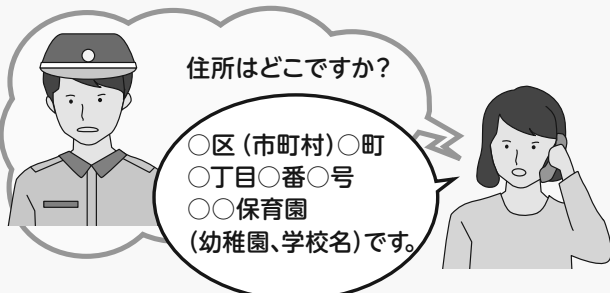 住所はどこですか?
○区(市町村)○町
○丁目○番○号
○○保育園
(幼稚園、学校名)です。